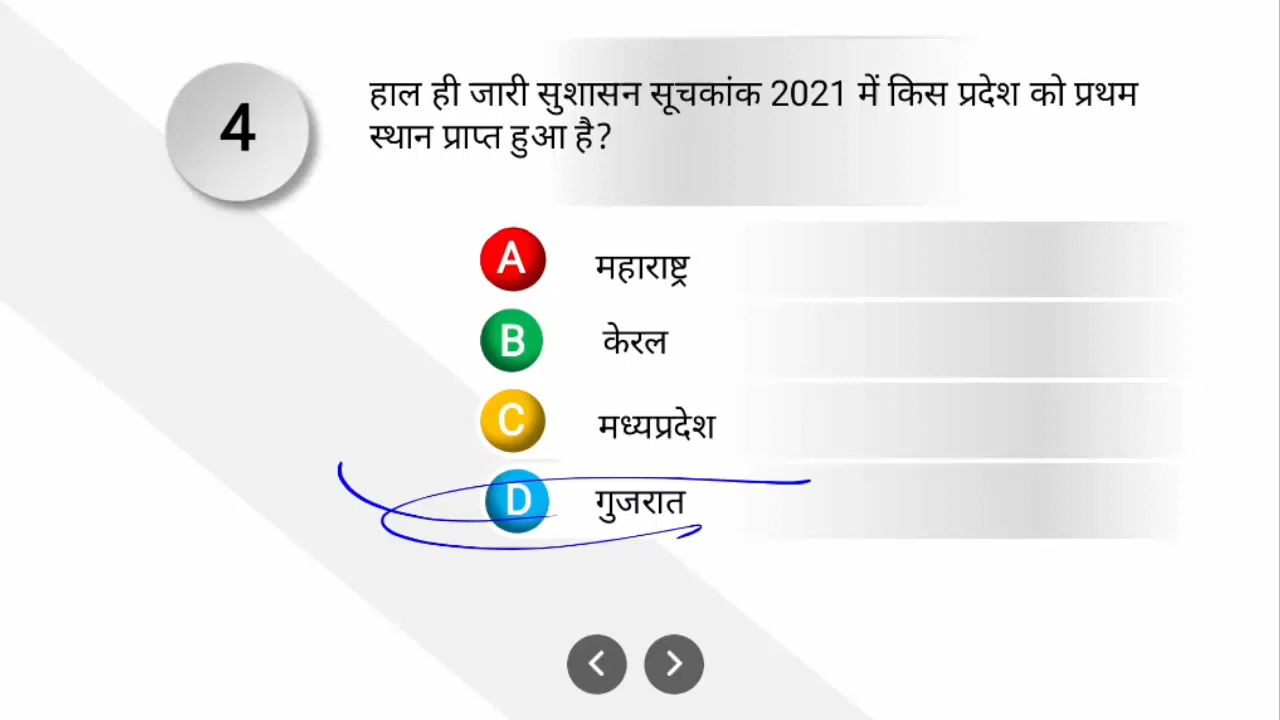 4
हाल ही जारी सुशासन सूचकांक 2021 में किस प्रदेश को प्रथम
स्थान प्राप्त हुआ है?
A महाराष्ट्र
B केरल
C मध्यप्रदेश
D गुजरात